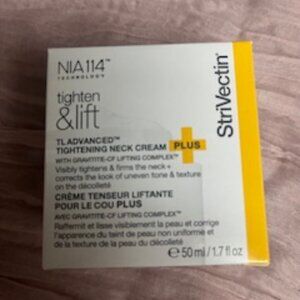 NIA114™
TECHNOLOGY
tighten
&lift
TL ADVANCED™
TIGHTENING NECK CREAM PLUS
WITH GRAVITITE-CF LIFTING COMPLEX™
Visibly tightens & firms the neck +
corrects the look of uneven tone & texture
on the décolleté
CRÈME TENSEUR LIFTANTE
POUR LE COU PLUS
AVEC GRAVITITE-CF LIFTING COMPLEX™
Raffermit et lisse visiblement la peau et corrige
l'apparence du teint de peau non uniforme et
de la texture de la peau du décolleté
℮ 50 ml / 1.7 fl oz
StriVectin®